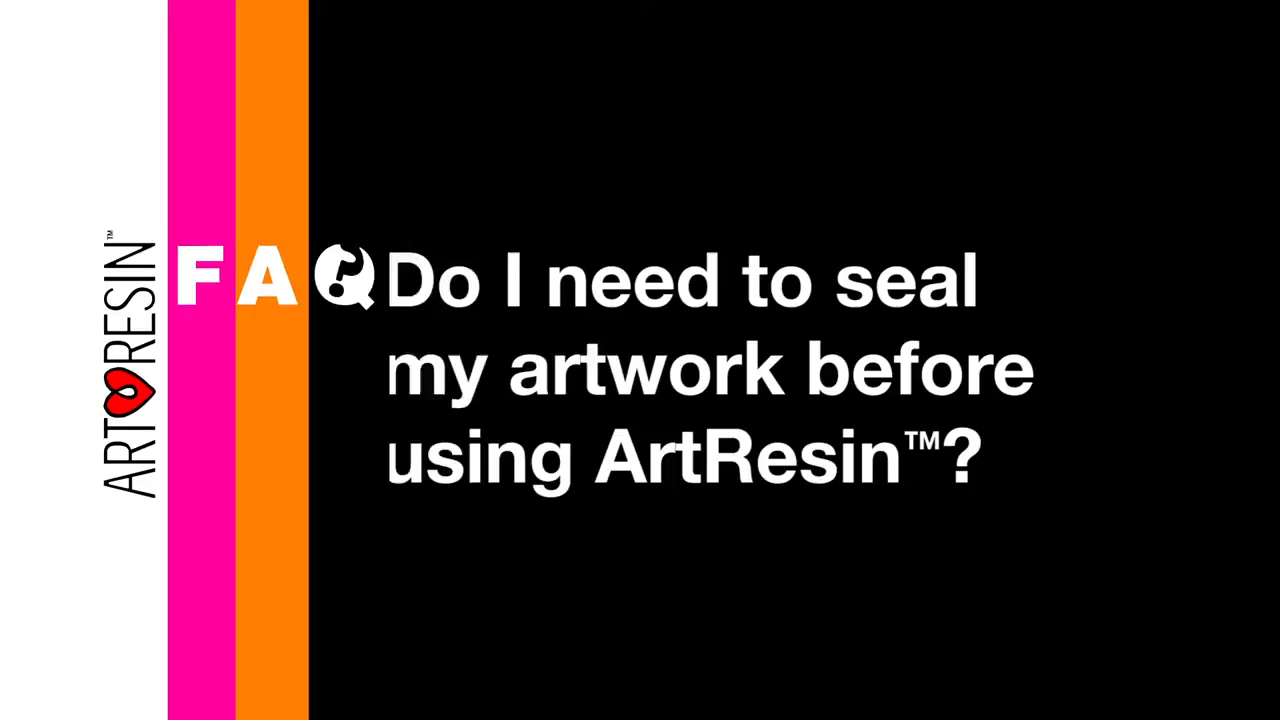 ARTRESIN™
FAQ
Do I need to seal
my artwork before
using ArtResin™?